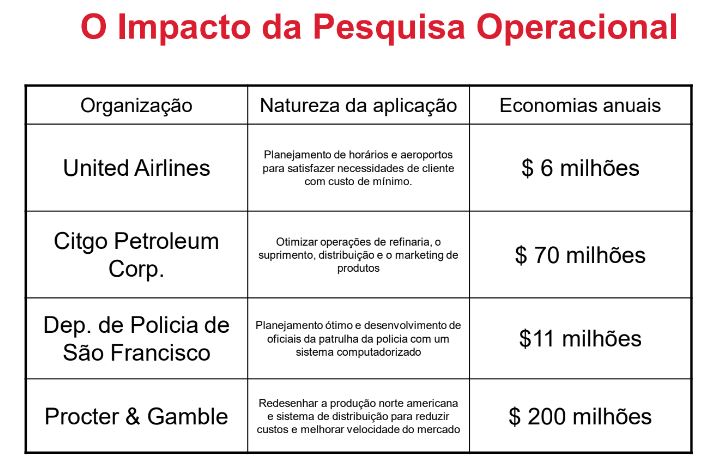 O Impacto da Pesquisa Operacional
Organização
Natureza da aplicação
Economias anuais
United Airlines
Planejamento de horários e aeroportos
para satisfazer necessidades de cliente
com custo de mínimo.
$ 6 milhões
Citgo Petroleum
Corp.
Otimizar operações de refinaria, o
suprimento, distribuição e o marketing de
produtos
$ 70 milhões
Dep. de Policia de
São Francisco
Planejamento ótimo e desenvolvimento de
oficiais da patrulha da policia com um
sistema computadorizado
$11 milhões
Procter & Gamble
Redesenhar a produção norte americana
e sistema de distribuição para reduzir
custos e melhorar velocidade do mercado
$ 200 milhões